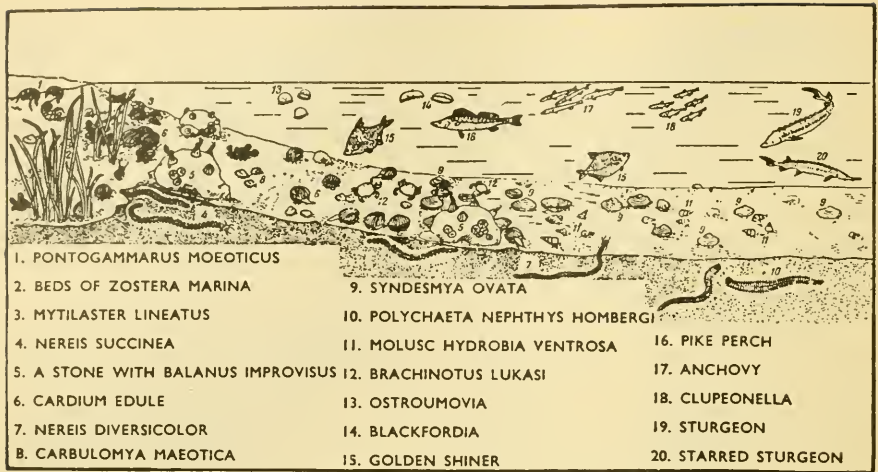 1. PONTOGAMMARUS MOEOTICUS
2. BEDS OF ZOSTERA MARINA
3. MYTILASTER LINEATUS
4. NEREIS SUCCINEA
5. A STONE WITH BALANUS IMPROVISUS
6. CARDIUM EDULE
7. NEREIS DIVERSICOLOR
B. CARBULOMYA MAEOTICA
9. SYNDESMYA OVATA
10. POLYCHAETA NEPHTHYS HOMBERGI
11. MOLUSC HYDROBIA VENTROSA
12. BRACHINOTUS LUKASI
13. OSTROUMOVIA
14. BLACKFORDIA
15. GOLDEN SHINER
16. PIKE PERCH
17. ANCHOVY
18. CLUPEONELLA
19. STURGEON
20. STARRED STURGEON